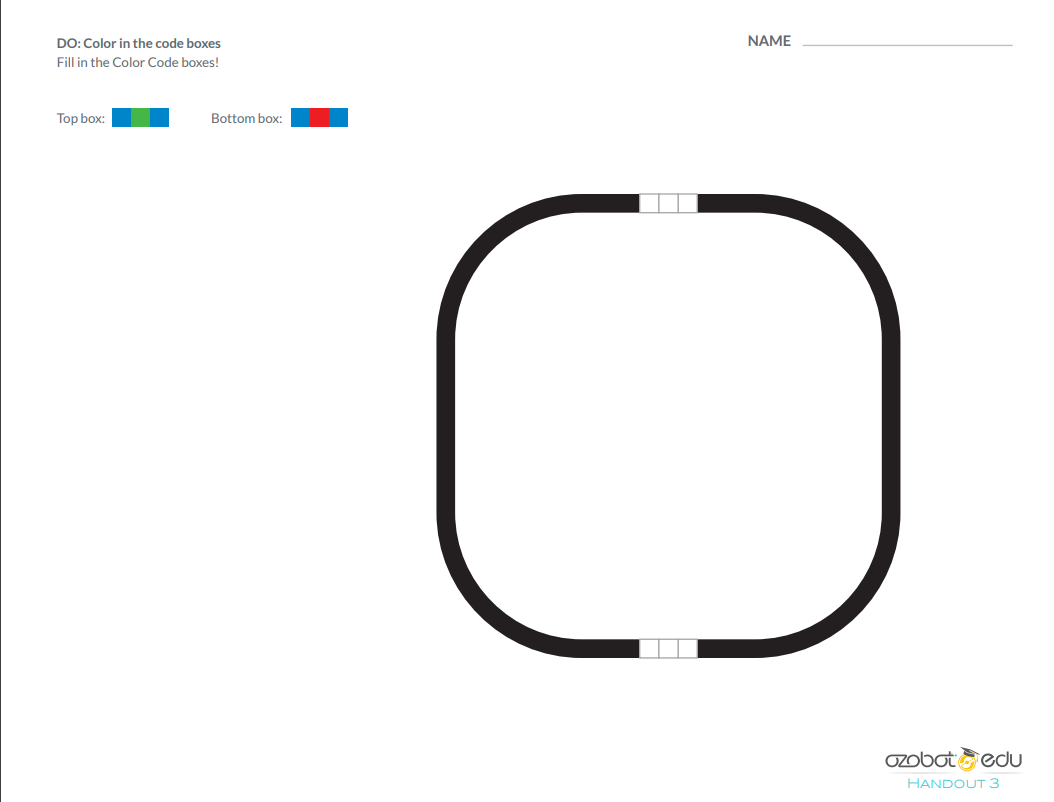 DO: Color in the code boxes
Fill in the Color Code boxes!
NAME
Top box:
Bottom box:
ozobot edu
HANDOUT 3